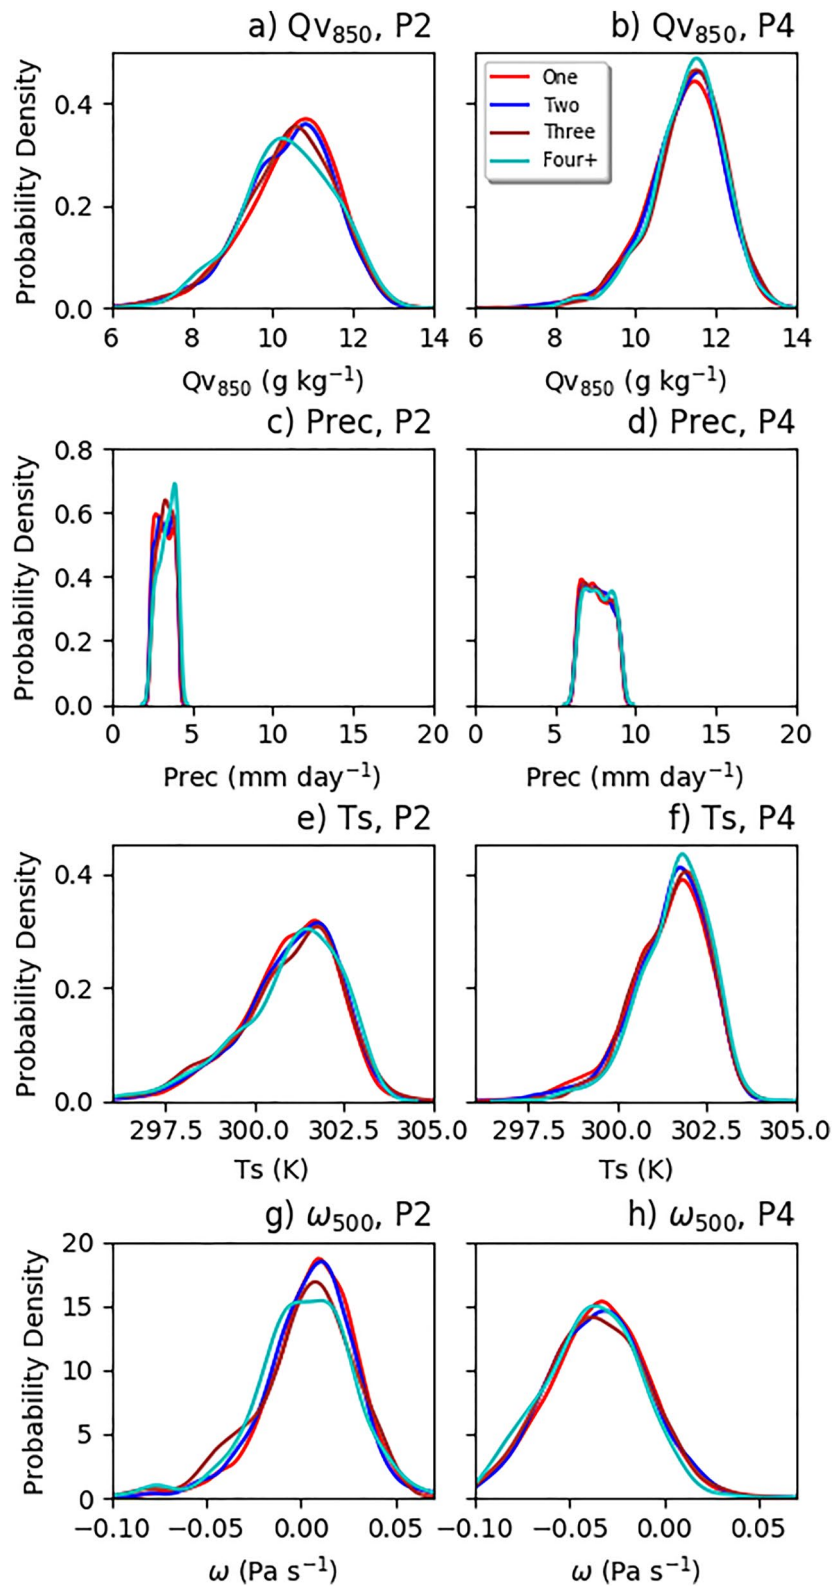 a) Qv₈₅₀, P2
b) Qv₈₅₀, P4
Probability Density
0.4
0.2
0.0
One
Two
Three
Four+
6 8 10 12 14
6 8 10 12 14
Qv₈₅₀ (g kg⁻¹)
Qv₈₅₀ (g kg⁻¹)
c) Prec, P2
d) Prec, P4
Probability Density
0.8
0.6
0.4
0.2
0.0
0 5 10 15 20
0 5 10 15 20
Prec (mm day⁻¹)
Prec (mm day⁻¹)
e) Ts, P2
f) Ts, P4
Probability Density
0.4
0.2
0.0
297.5 300.0 302.5 305.0
297.5 300.0 302.5 305.0
Ts (K)
Ts (K)
g) ω₅₀₀, P2
h) ω₅₀₀, P4
Probability Density
20
15
10
5
0
−0.10 −0.05 0.00 0.05
−0.10 −0.05 0.00 0.05
ω (Pa s⁻¹)
ω (Pa s⁻¹)